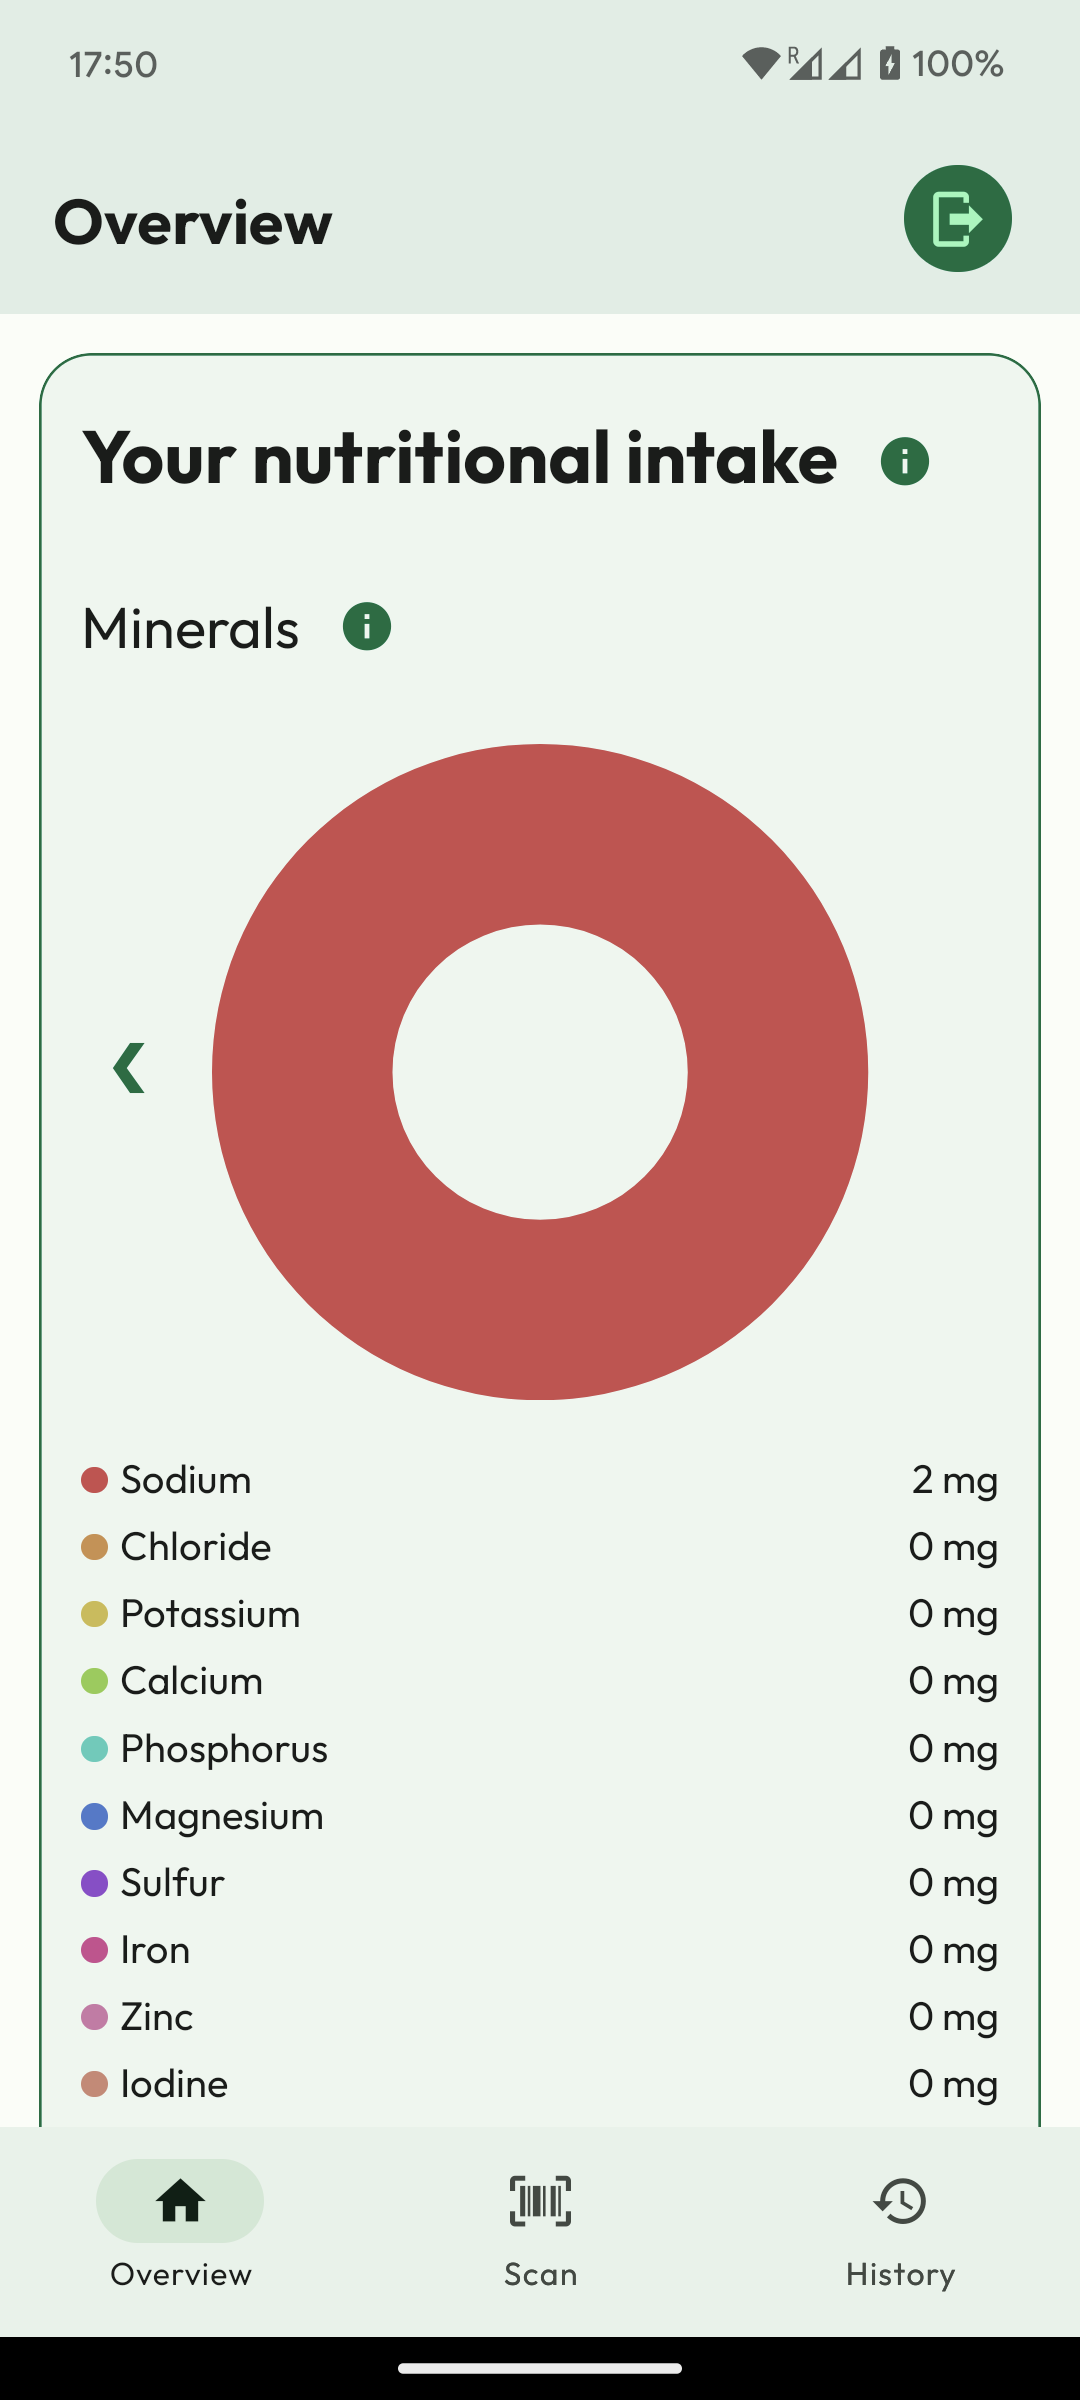 17:50
R
100%
Overview
Your nutritional intake
Minerals
Sodium 2 mg
Chloride 0 mg
Potassium 0 mg
Calcium 0 mg
Phosphorus 0 mg
Magnesium 0 mg
Sulfur 0 mg
Iron 0 mg
Zinc 0 mg
Iodine 0 mg
Overview Scan History